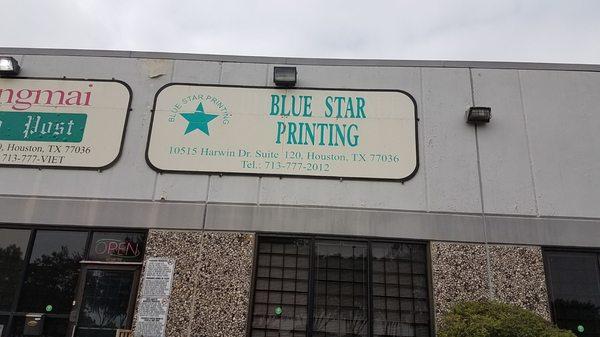 ngmai
Post
, Houston, TX 77036
713-777-VIET
BLUE STAR PRINTING
BLUE STAR
PRINTING
10515 Harwin Dr. Suite 120, Houston, TX 77036
Tel.: 713-777-2012
OPEN